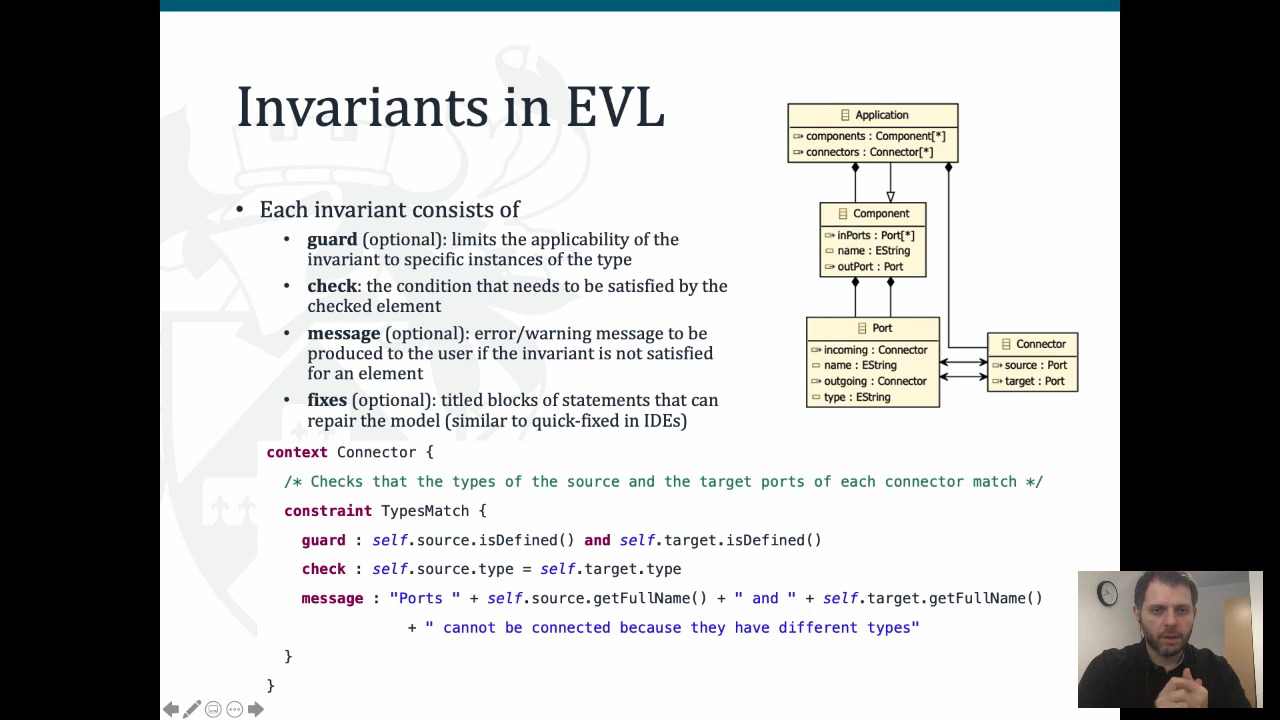 Invariants in EVL
• Each invariant consists of
• guard (optional): limits the applicability of the
invariant to specific instances of the type
• check: the condition that needs to be satisfied by the
checked element
• message (optional): error/warning message to be
produced to the user if the invariant is not satisfied
for an element
• fixes (optional): titled blocks of statements that can
repair the model (similar to quick-fixed in IDEs)
Application
components : Component[*]
connectors : Connector[*]
Component
inPorts : Port[*]
name : EString
outPort : Port
Port
incoming : Connector
name : EString
outgoing : Connector
type : EString
Connector
source : Port
target : Port
context Connector {
/* Checks that the types of the source and the target ports of each connector match */
constraint TypesMatch {
guard : self.source.isDefined() and self.target.isDefined()
check : self.source.type = self.target.type
message : "Ports " + self.source.getFullName() + " and " + self.target.getFullName()
+ " cannot be connected because they have different types"
}
}